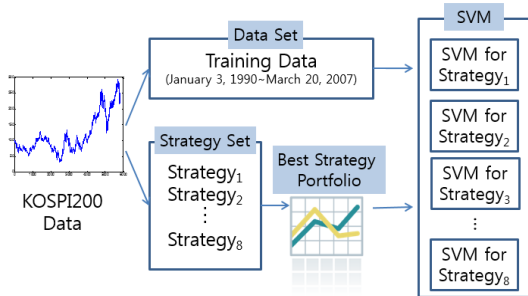 Data Set
Training Data
(January 3, 1990~March 20, 2007)
KOSPI200
Data
Strategy Set
Strategy₁
Strategy₂
⋮
Strategy₈
Best Strategy
Portfolio
SVM
SVM for
Strategy₁
SVM for
Strategy₂
SVM for
Strategy₃
⋮
SVM for
Strategy₈